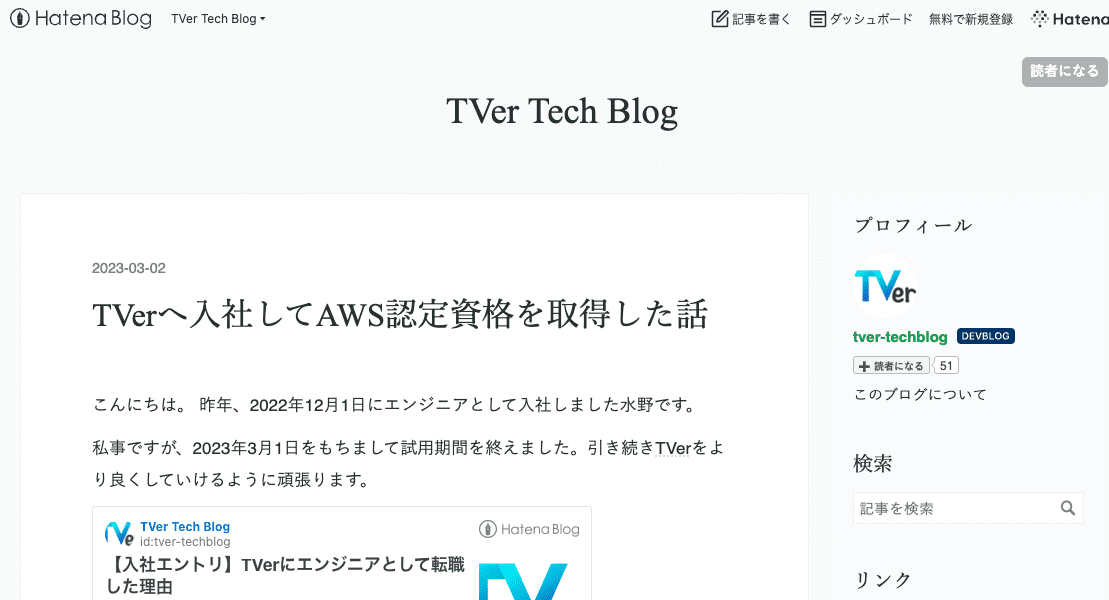 Hatena Blog
TVer Tech Blog
記事を書く
ダッシュボード
無料で新規登録
Hatena
読者になる
TVer Tech Blog
2023-03-02
TVerへ入社してAWS認定資格を取得した話
こんにちは。 昨年、2022年12月1日にエンジニアとして入社しました水野です。
私事ですが、2023年3月1日をもちまして試用期間を終えました。引き続きTVerをよ
り良くしていけるように頑張ります。
TVer Tech Blog
id:tver-techblog
Hatena Blog
【入社エントリ】TVerにエンジニアとして転職
した理由
プロフィール
TVer
tver-techblog DEVBLOG
読者になる 51
このブログについて
検索
記事を検索
リンク